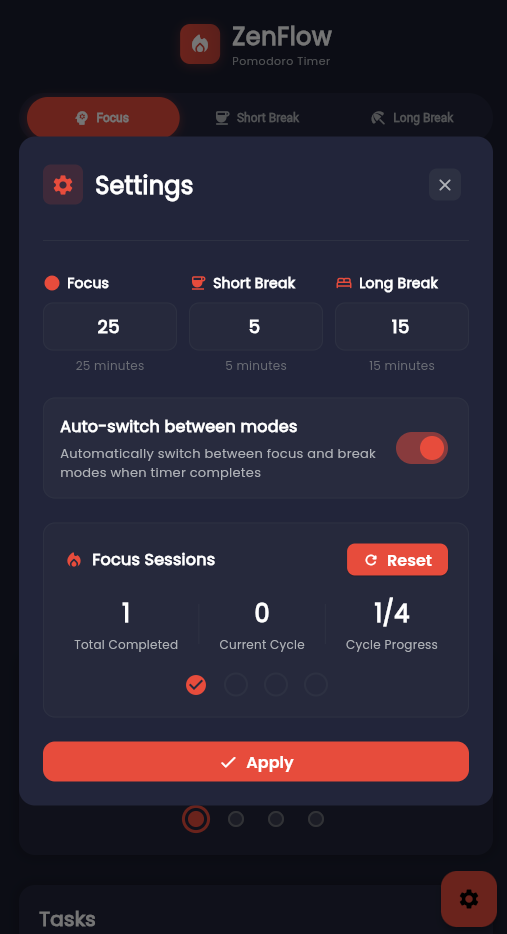 ZenFlow
Pomodoro Timer
Focus Short Break Long Break
Settings
Focus Short Break Long Break
25 5 15
25 minutes 5 minutes 15 minutes
Auto-switch between modes
Automatically switch between focus and break
modes when timer completes
Focus Sessions Reset
1 0 1/4
Total Completed Current Cycle Cycle Progress
Apply
Tasks